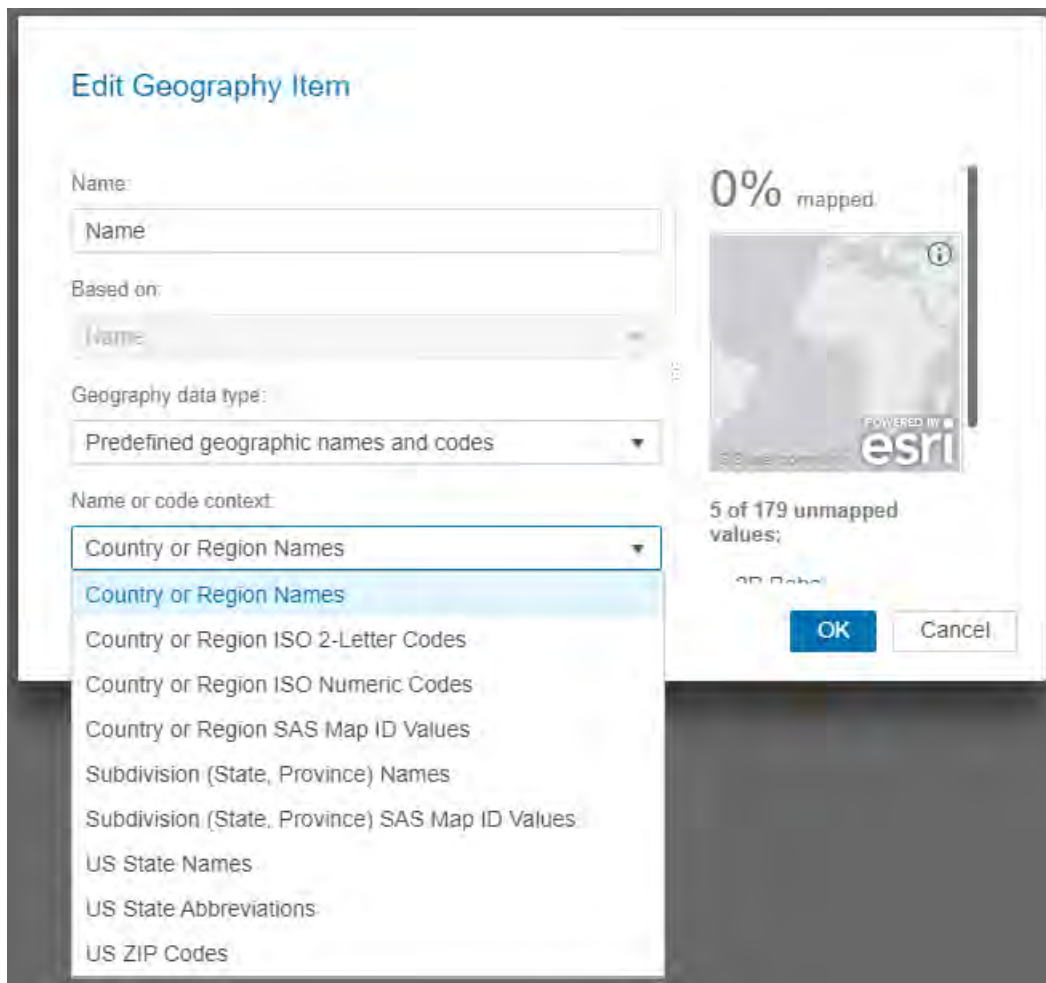 Edit Geography Item
Name:
Name
Based on:
Name
Geography data type:
Predefined geographic names and codes
Name or code context:
Country or Region Names
Country or Region Names
Country or Region ISO 2-Letter Codes
Country or Region ISO Numeric Codes
Country or Region SAS Map ID Values
Subdivision (State, Province) Names
Subdivision (State, Province) SAS Map ID Values
US State Names
US State Abbreviations
US ZIP Codes
0% mapped
POWERED BY
esri
5 of 179 unmapped
values:
OK
Cancel